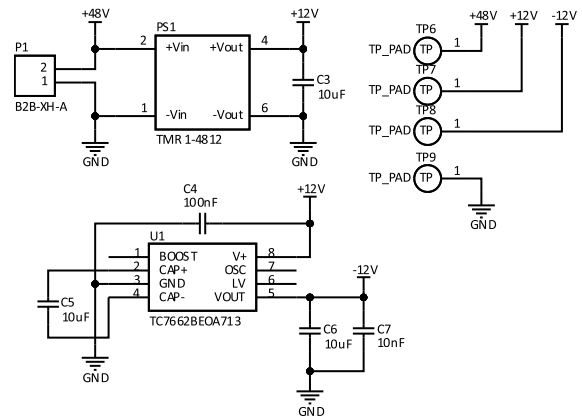 +48V
PS1
+12V
P1
2
+Vin
+Vout
4
2
1
C3
10uF
B2B-XH-A
1
-Vin
-Vout
6
TMR 1-4812
GND
GND
+48V
+12V
-12V
TP6
TP_PAD
TP
1
TP7
TP_PAD
TP
1
TP8
TP_PAD
TP
1
TP9
TP_PAD
TP
1
GND
C4
100nF
+12V
U1
1
BOOST
V+
8
2
CAP+
OSC
7
3
GND
LV
6
4
CAP-
VOUT
5
TC7662BEOA713
C5
10uF
GND
-12V
C6
10uF
C7
10nF
GND